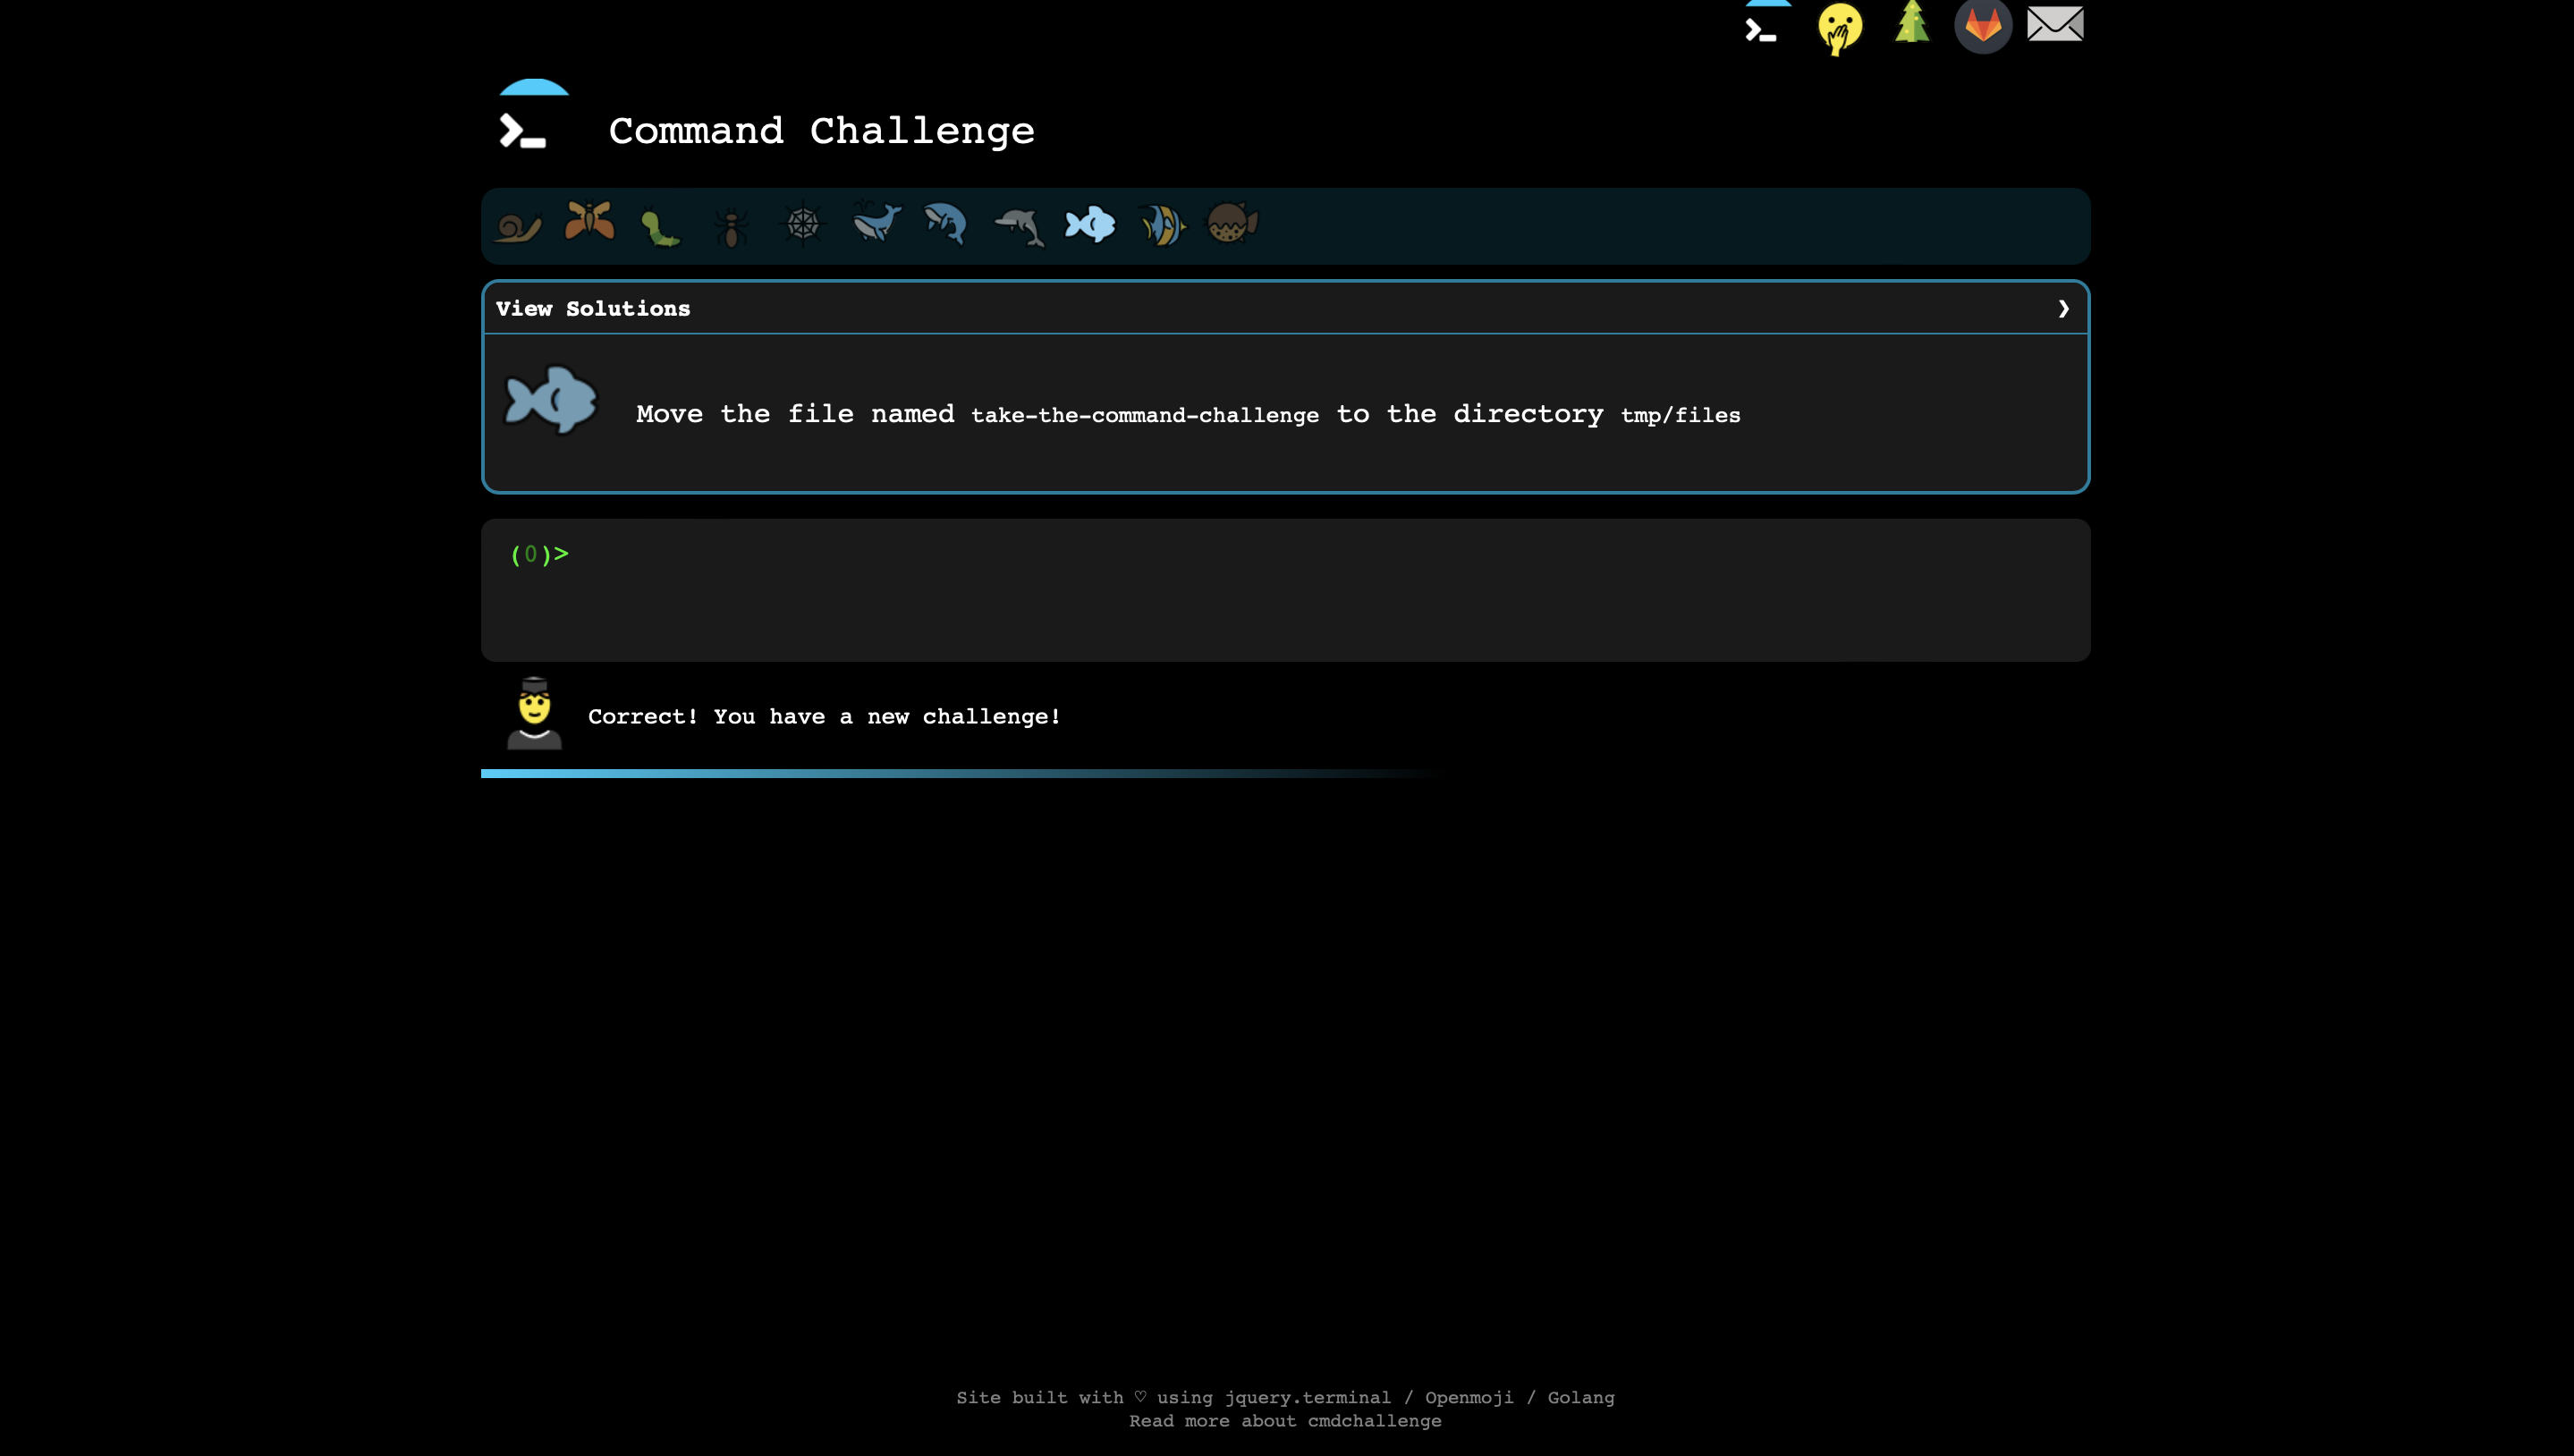 Command Challenge
View Solutions ❯
Move the file named take-the-command-challenge to the directory tmp/files
(0)>
Correct! You have a new challenge!
Site built with ♡ using jquery.terminal / Openmoji / Golang
Read more about cmdchallenge